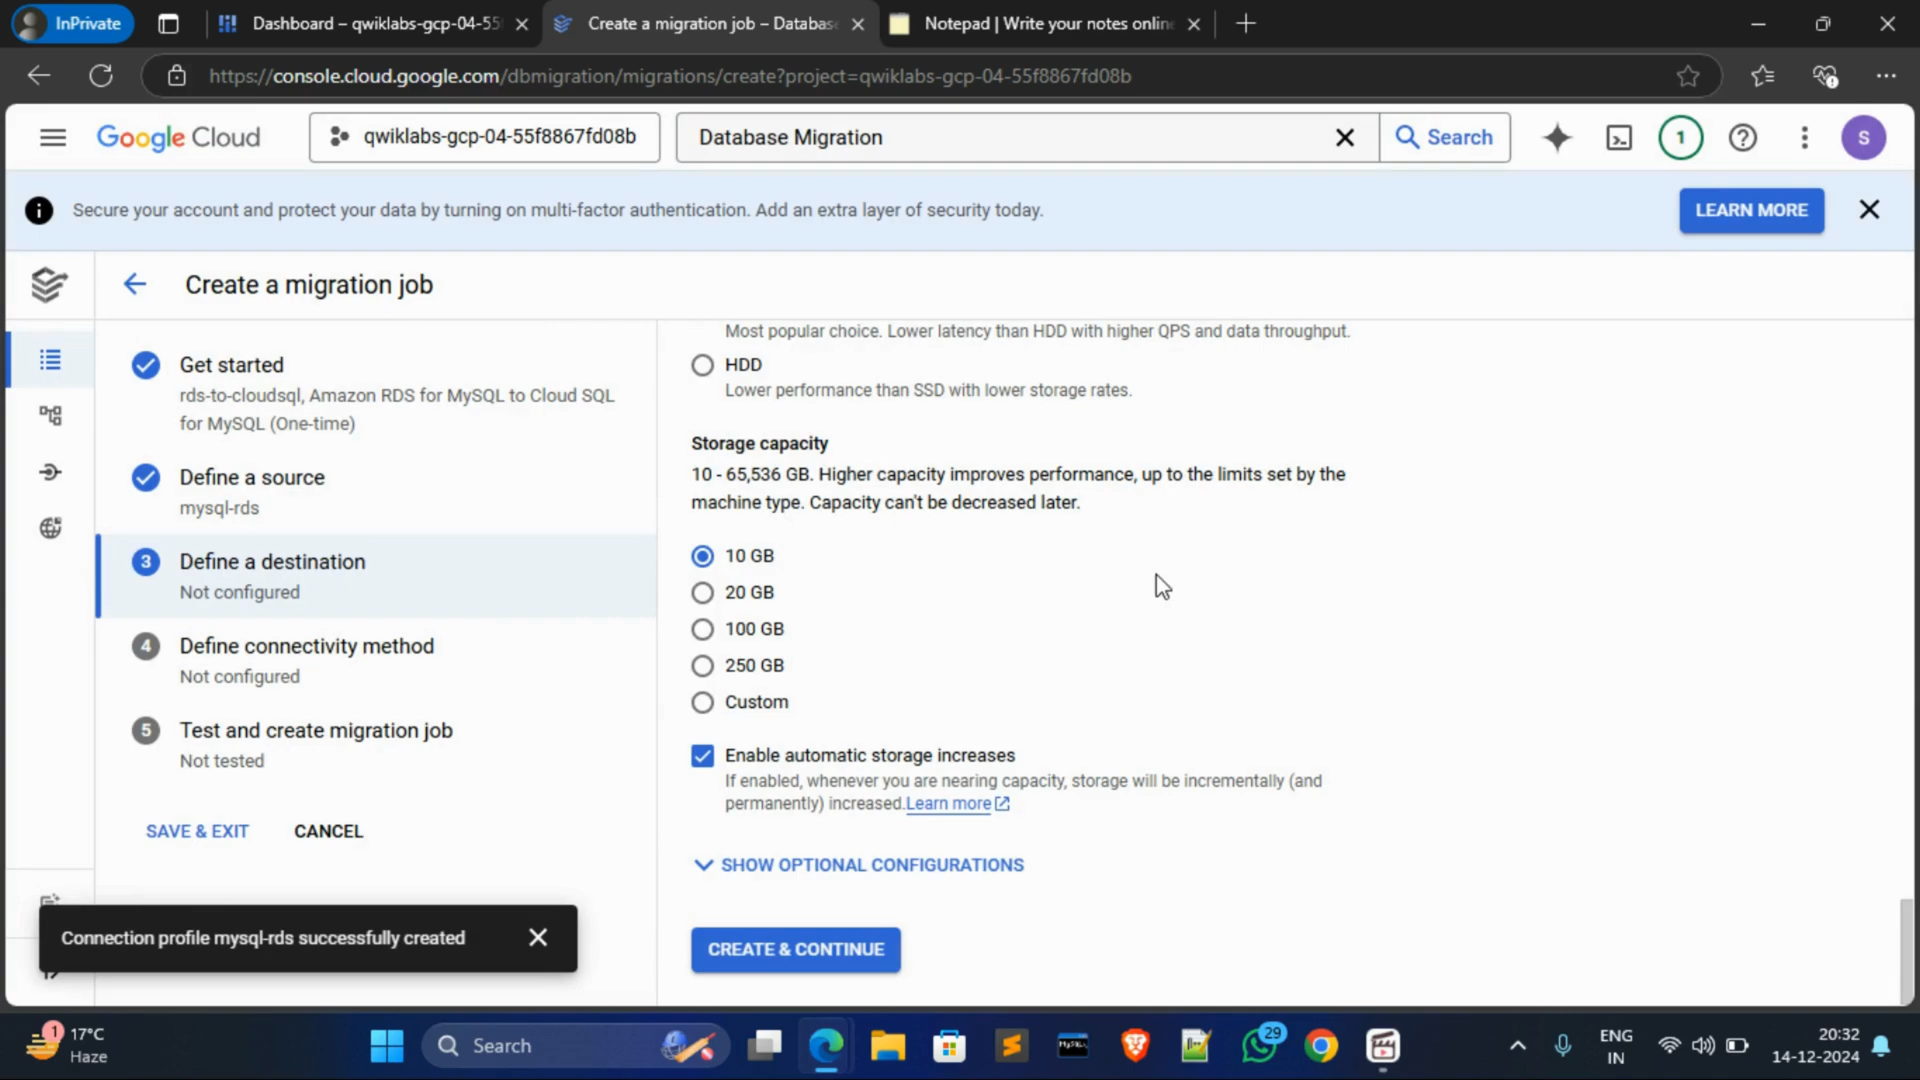 InPrivate
Dashboard – qwiklabs-gcp-04-55
Create a migration job – Databas
Notepad | Write your notes onlin
https://console.cloud.google.com/dbmigration/migrations/create?project=qwiklabs-gcp-04-55f8867fd08b
Google Cloud
qwiklabs-gcp-04-55f8867fd08b
Database Migration
Search
1
S
Secure your account and protect your data by turning on multi-factor authentication. Add an extra layer of security today.
LEARN MORE
Create a migration job
Get started
rds-to-cloudsql, Amazon RDS for MySQL to Cloud SQL
for MySQL (One-time)
Define a source
mysql-rds
3
Define a destination
Not configured
4
Define connectivity method
Not configured
5
Test and create migration job
Not tested
SAVE & EXIT
CANCEL
Most popular choice. Lower latency than HDD with higher QPS and data throughput.
HDD
Lower performance than SSD with lower storage rates.
Storage capacity
10 - 65,536 GB. Higher capacity improves performance, up to the limits set by the
machine type. Capacity can't be decreased later.
10 GB
20 GB
100 GB
250 GB
Custom
Enable automatic storage increases
If enabled, whenever you are nearing capacity, storage will be incrementally (and
permanently) increased.Learn more
SHOW OPTIONAL CONFIGURATIONS
CREATE & CONTINUE
Connection profile mysql-rds successfully created
1
17°C
Haze
Search
MySQL
29
ENG
IN
20:32
14-12-2024